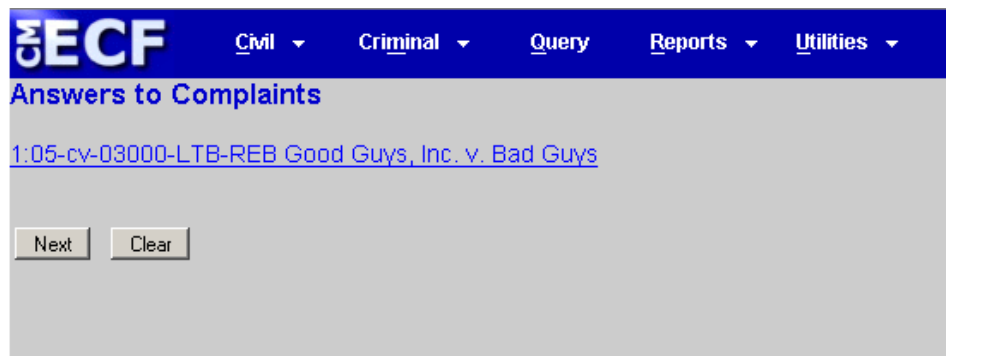 CM ECF Civil Criminal Query Reports Utilities
Answers to Complaints
1:05-cv-03000-LTB-REB Good Guys, Inc. v. Bad Guys
Next Clear